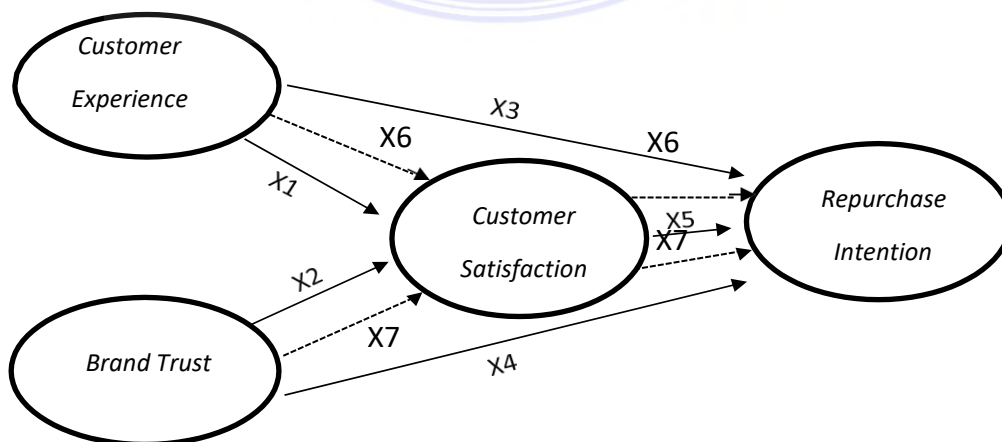 Customer
Experience
X3
X6
X6
X1
Customer
Satisfaction
Repurchase
Intention
X5
X7
X2
X7
Brand Trust
X4